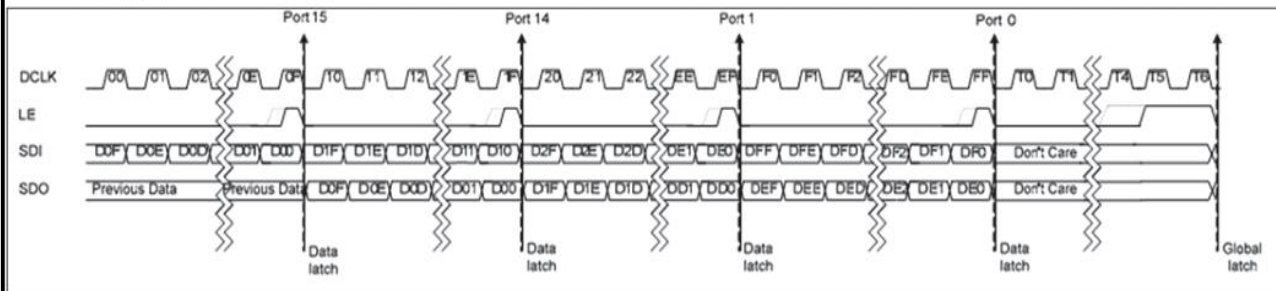 Port 15 Port 14 Port 1 Port 0
DCLK 00 01 02 0E 0F 10 11 12 1E 1F 20 21 22 EE EF F0 F1 F2 FD FE FF T0 T1 T4 T5 T6
LE
SDI D0F D0E D0D D01 D00 D1F D1E D1D D11 D10 D2F D2E D2D DE1 DE0 DFF DFE DFD DF2 DF1 DF0 Don't Care
SDO Previous Data Previous Data D0F D0E D0D D01 D00 D1F D1E D1D DD1 DD0 DEF DEE DED DE2 DE1 DE0 Don't Care
Data Data Data Data Global
latch latch latch latch latch